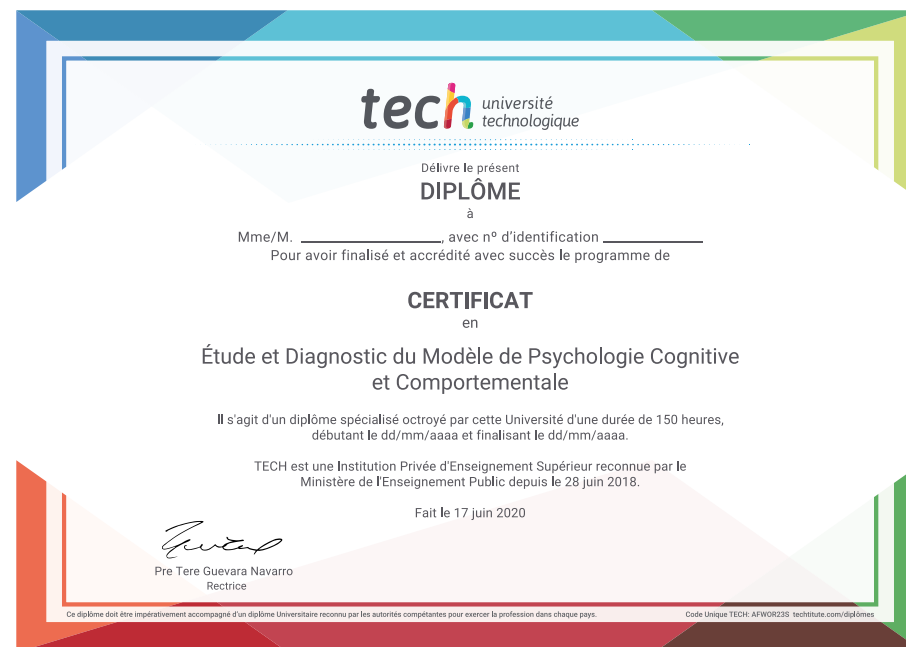 tech université
technologique
Délivre le présent
DIPLÔME
à
Mme/M. ____________________, avec nº d'identification ______________
Pour avoir finalisé et accrédité avec succès le programme de
CERTIFICAT
en
Étude et Diagnostic du Modèle de Psychologie Cognitive
et Comportementale
Il s'agit d'un diplôme spécialisé octroyé par cette Université d'une durée de 150 heures,
débutant le dd/mm/aaaa et finalisant le dd/mm/aaaa.
TECH est une Institution Privée d'Enseignement Supérieur reconnue par le
Ministère de l'Enseignement Public depuis le 28 juin 2018.
Fait le 17 juin 2020
Pre Tere Guevara Navarro
Rectrice
Ce diplôme doit être impérativement accompagné d'un diplôme Universitaire reconnu par les autorités compétantes pour exercer la profession dans chaque pays.
Code Unique TECH: AFWOR23S techtitute.com/diplômes